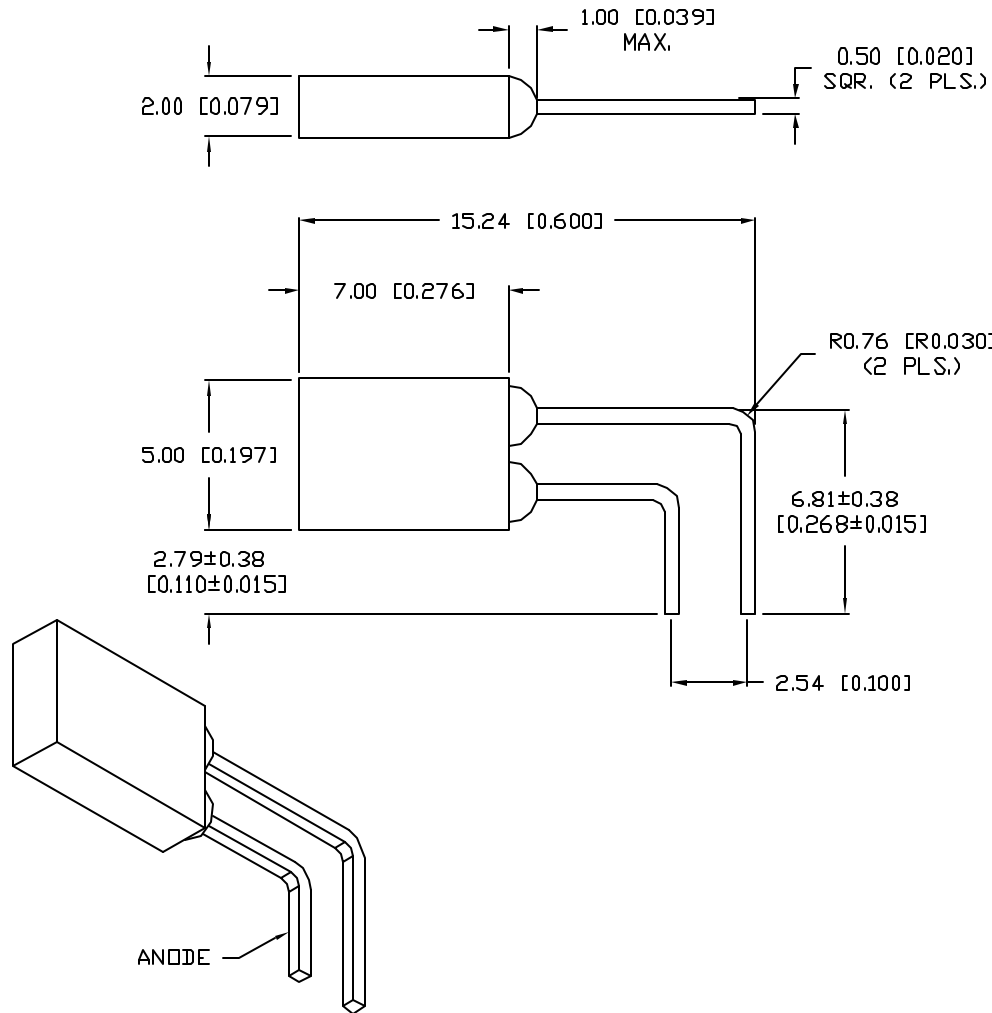 1.00 [0.039]
MAX.
0.50 [0.020]
SQR. (2 PLS.)
2.00 [0.079]
15.24 [0.600]
7.00 [0.276]
R0.76 [R0.030]
(2 PLS.)
5.00 [0.197]
6.81±0.38
[0.268±0.015]
2.79±0.38
[0.110±0.015]
2.54 [0.100]
ANODE